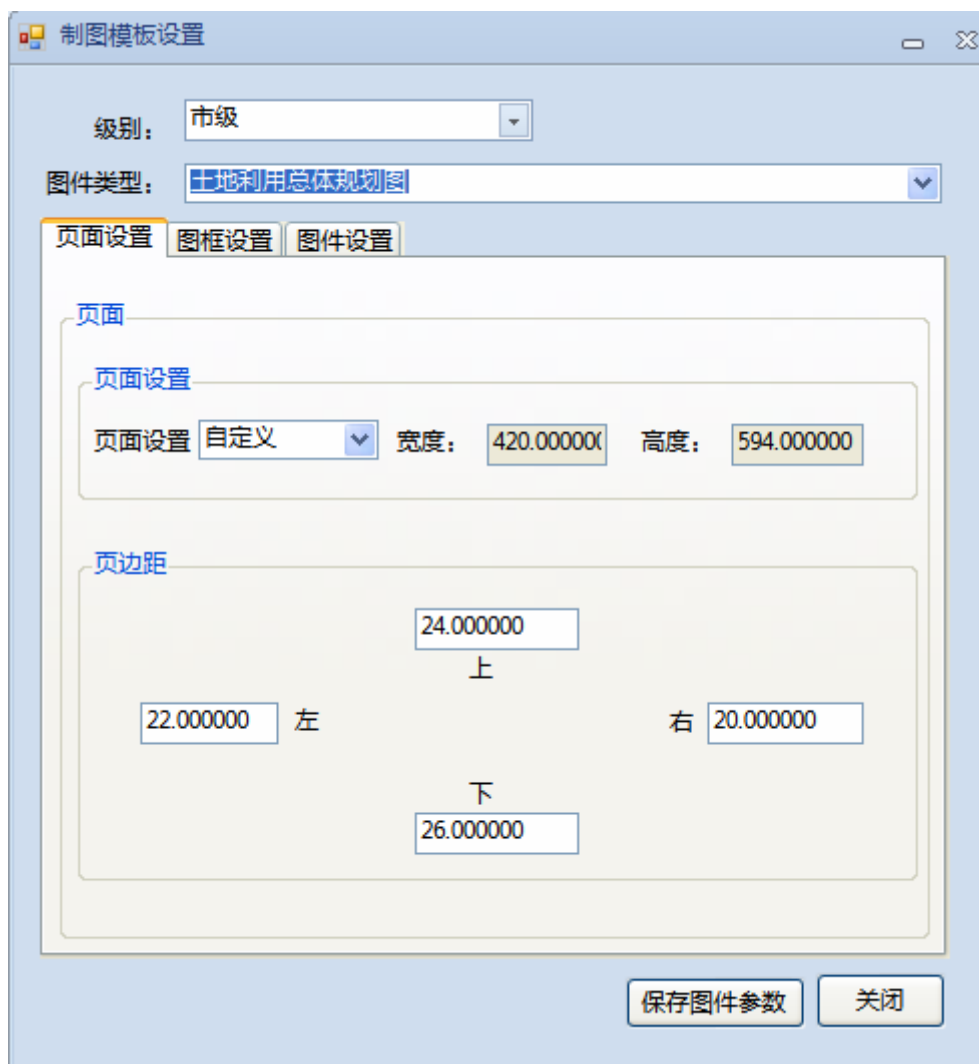 制图模板设置
级别： 市级
图件类型： 土地利用总体规划图
页面设置 图框设置 图件设置
页面
页面设置
页面设置 自定义 宽度： 420.000000 高度： 594.000000
页边距
24.000000
上
22.000000 左 右 20.000000
下
26.000000
保存图件参数 关闭